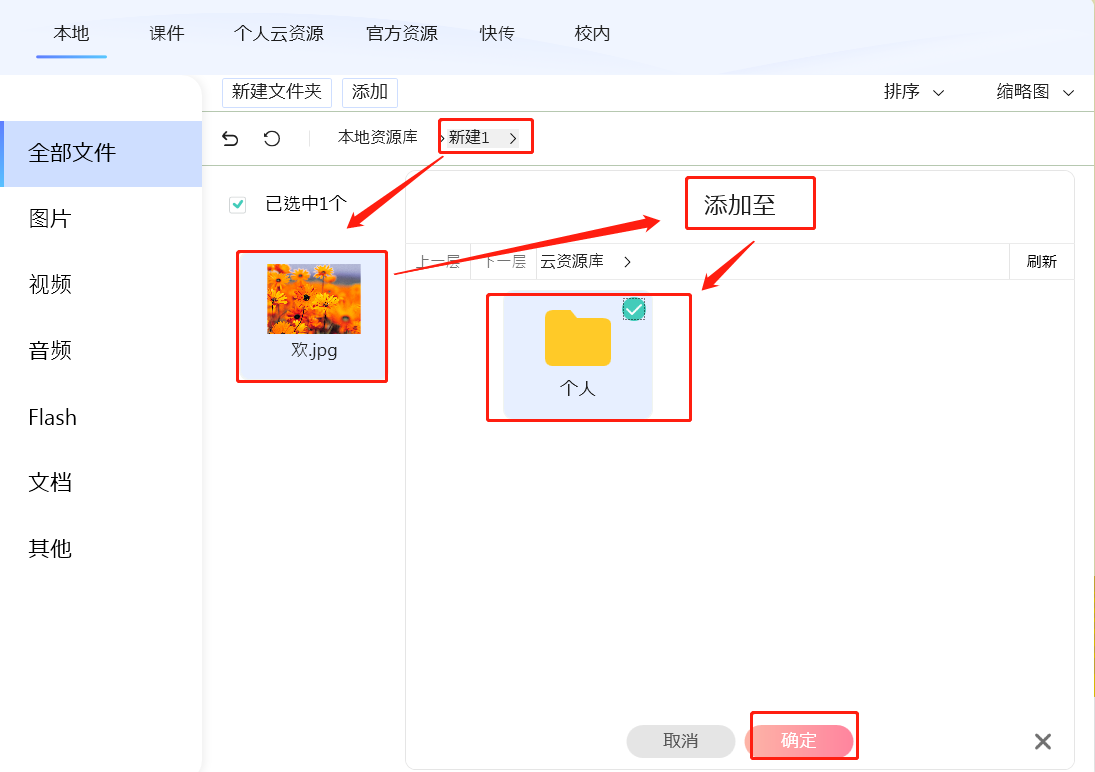 本地 课件 个人云资源 官方资源 快传 校内
新建文件夹 添加 排序 缩略图
本地资源库 新建1
全部文件
图片
视频
音频
Flash
文档
其他
已选中1个
欢.jpg
添加至
上一层 下一层 云资源库 刷新
个人
取消 确定